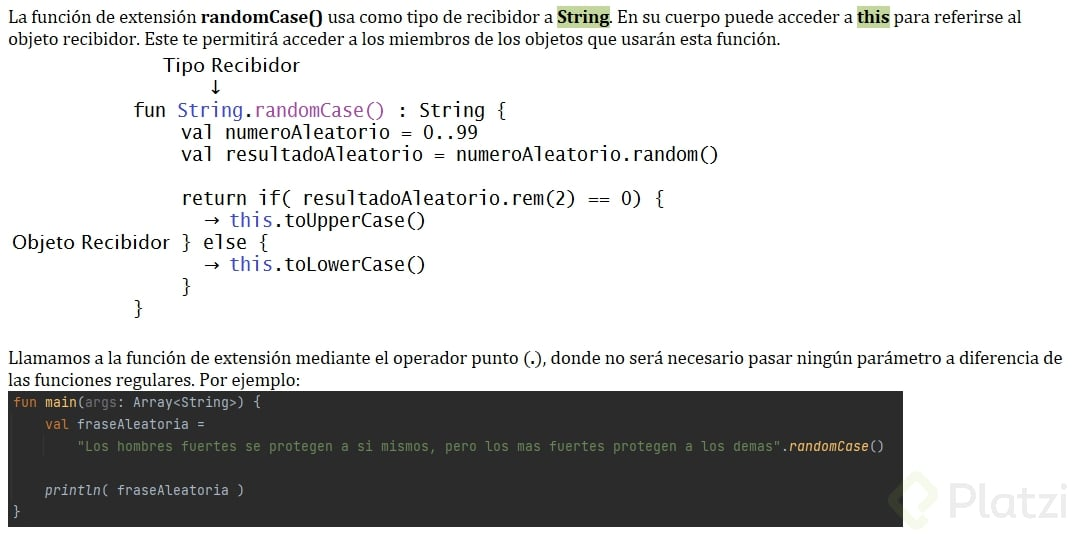 La función de extensión randomCase() usa como tipo de recibidor a String. En su cuerpo puede acceder a this para referirse al
objeto recibidor. Este te permitirá acceder a los miembros de los objetos que usarán esta función.
Tipo Recibidor
↓
fun String.randomCase() : String {
val numeroAleatorio = 0..99
val resultadoAleatorio = numeroAleatorio.random()
return if( resultadoAleatorio.rem(2) == 0) {
→ this.toUpperCase()
Objeto Recibidor } else {
→ this.toLowerCase()
}
}
Llamamos a la función de extensión mediante el operador punto (.), donde no será necesario pasar ningún parámetro a diferencia de
las funciones regulares. Por ejemplo:
fun main(args: Array<String>) {
val fraseAleatoria =
"Los hombres fuertes se protegen a si mismos, pero los mas fuertes protegen a los demas".randomCase()
println( fraseAleatoria )
}
Platzi